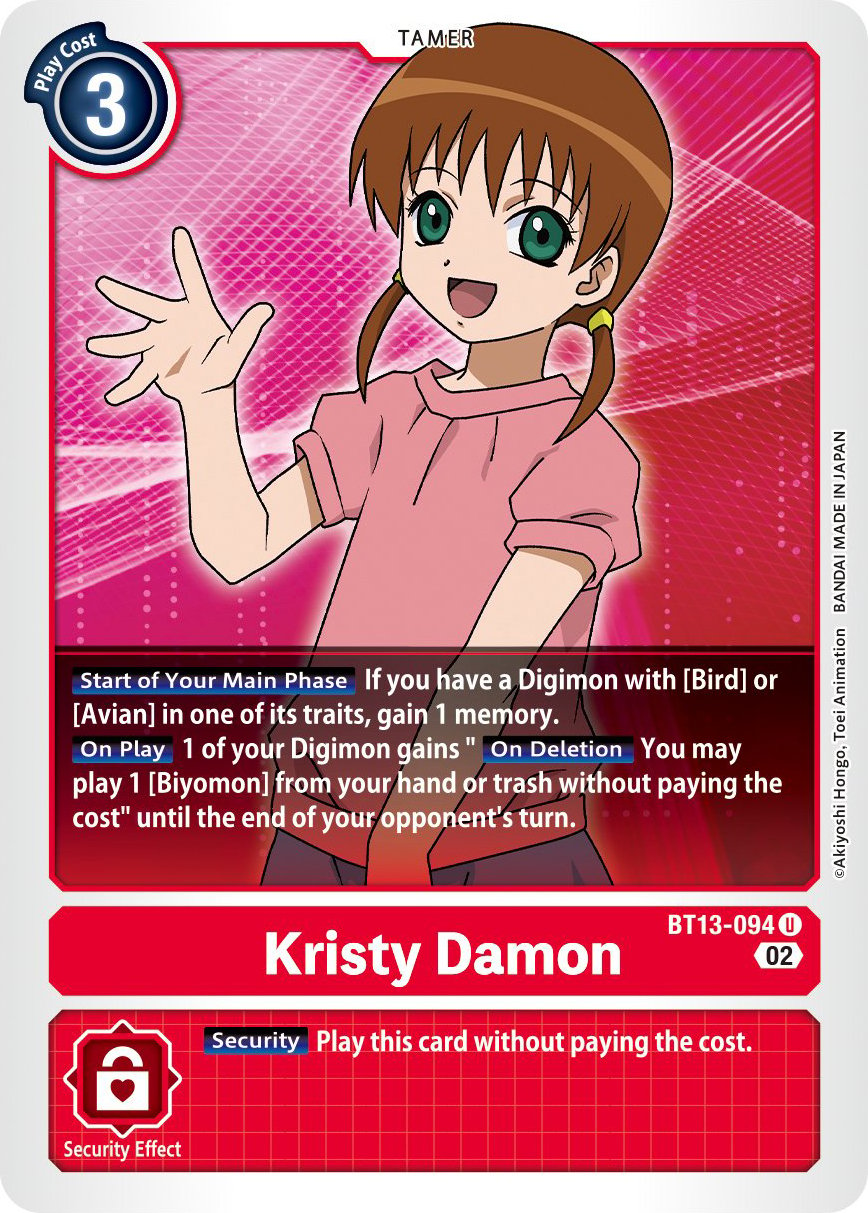 TAMER
Play Cost
3
Start of Your Main Phase If you have a Digimon with [Bird] or
[Avian] in one of its traits, gain 1 memory.
On Play 1 of your Digimon gains " On Deletion You may
play 1 [Biyomon] from your hand or trash without paying the
cost" until the end of your opponent's turn.
©Akiyoshi Hongo, Toei Animation BANDAI MADE IN JAPAN
BT13-094 U
Kristy Damon
02
Security Play this card without paying the cost.
Security Effect